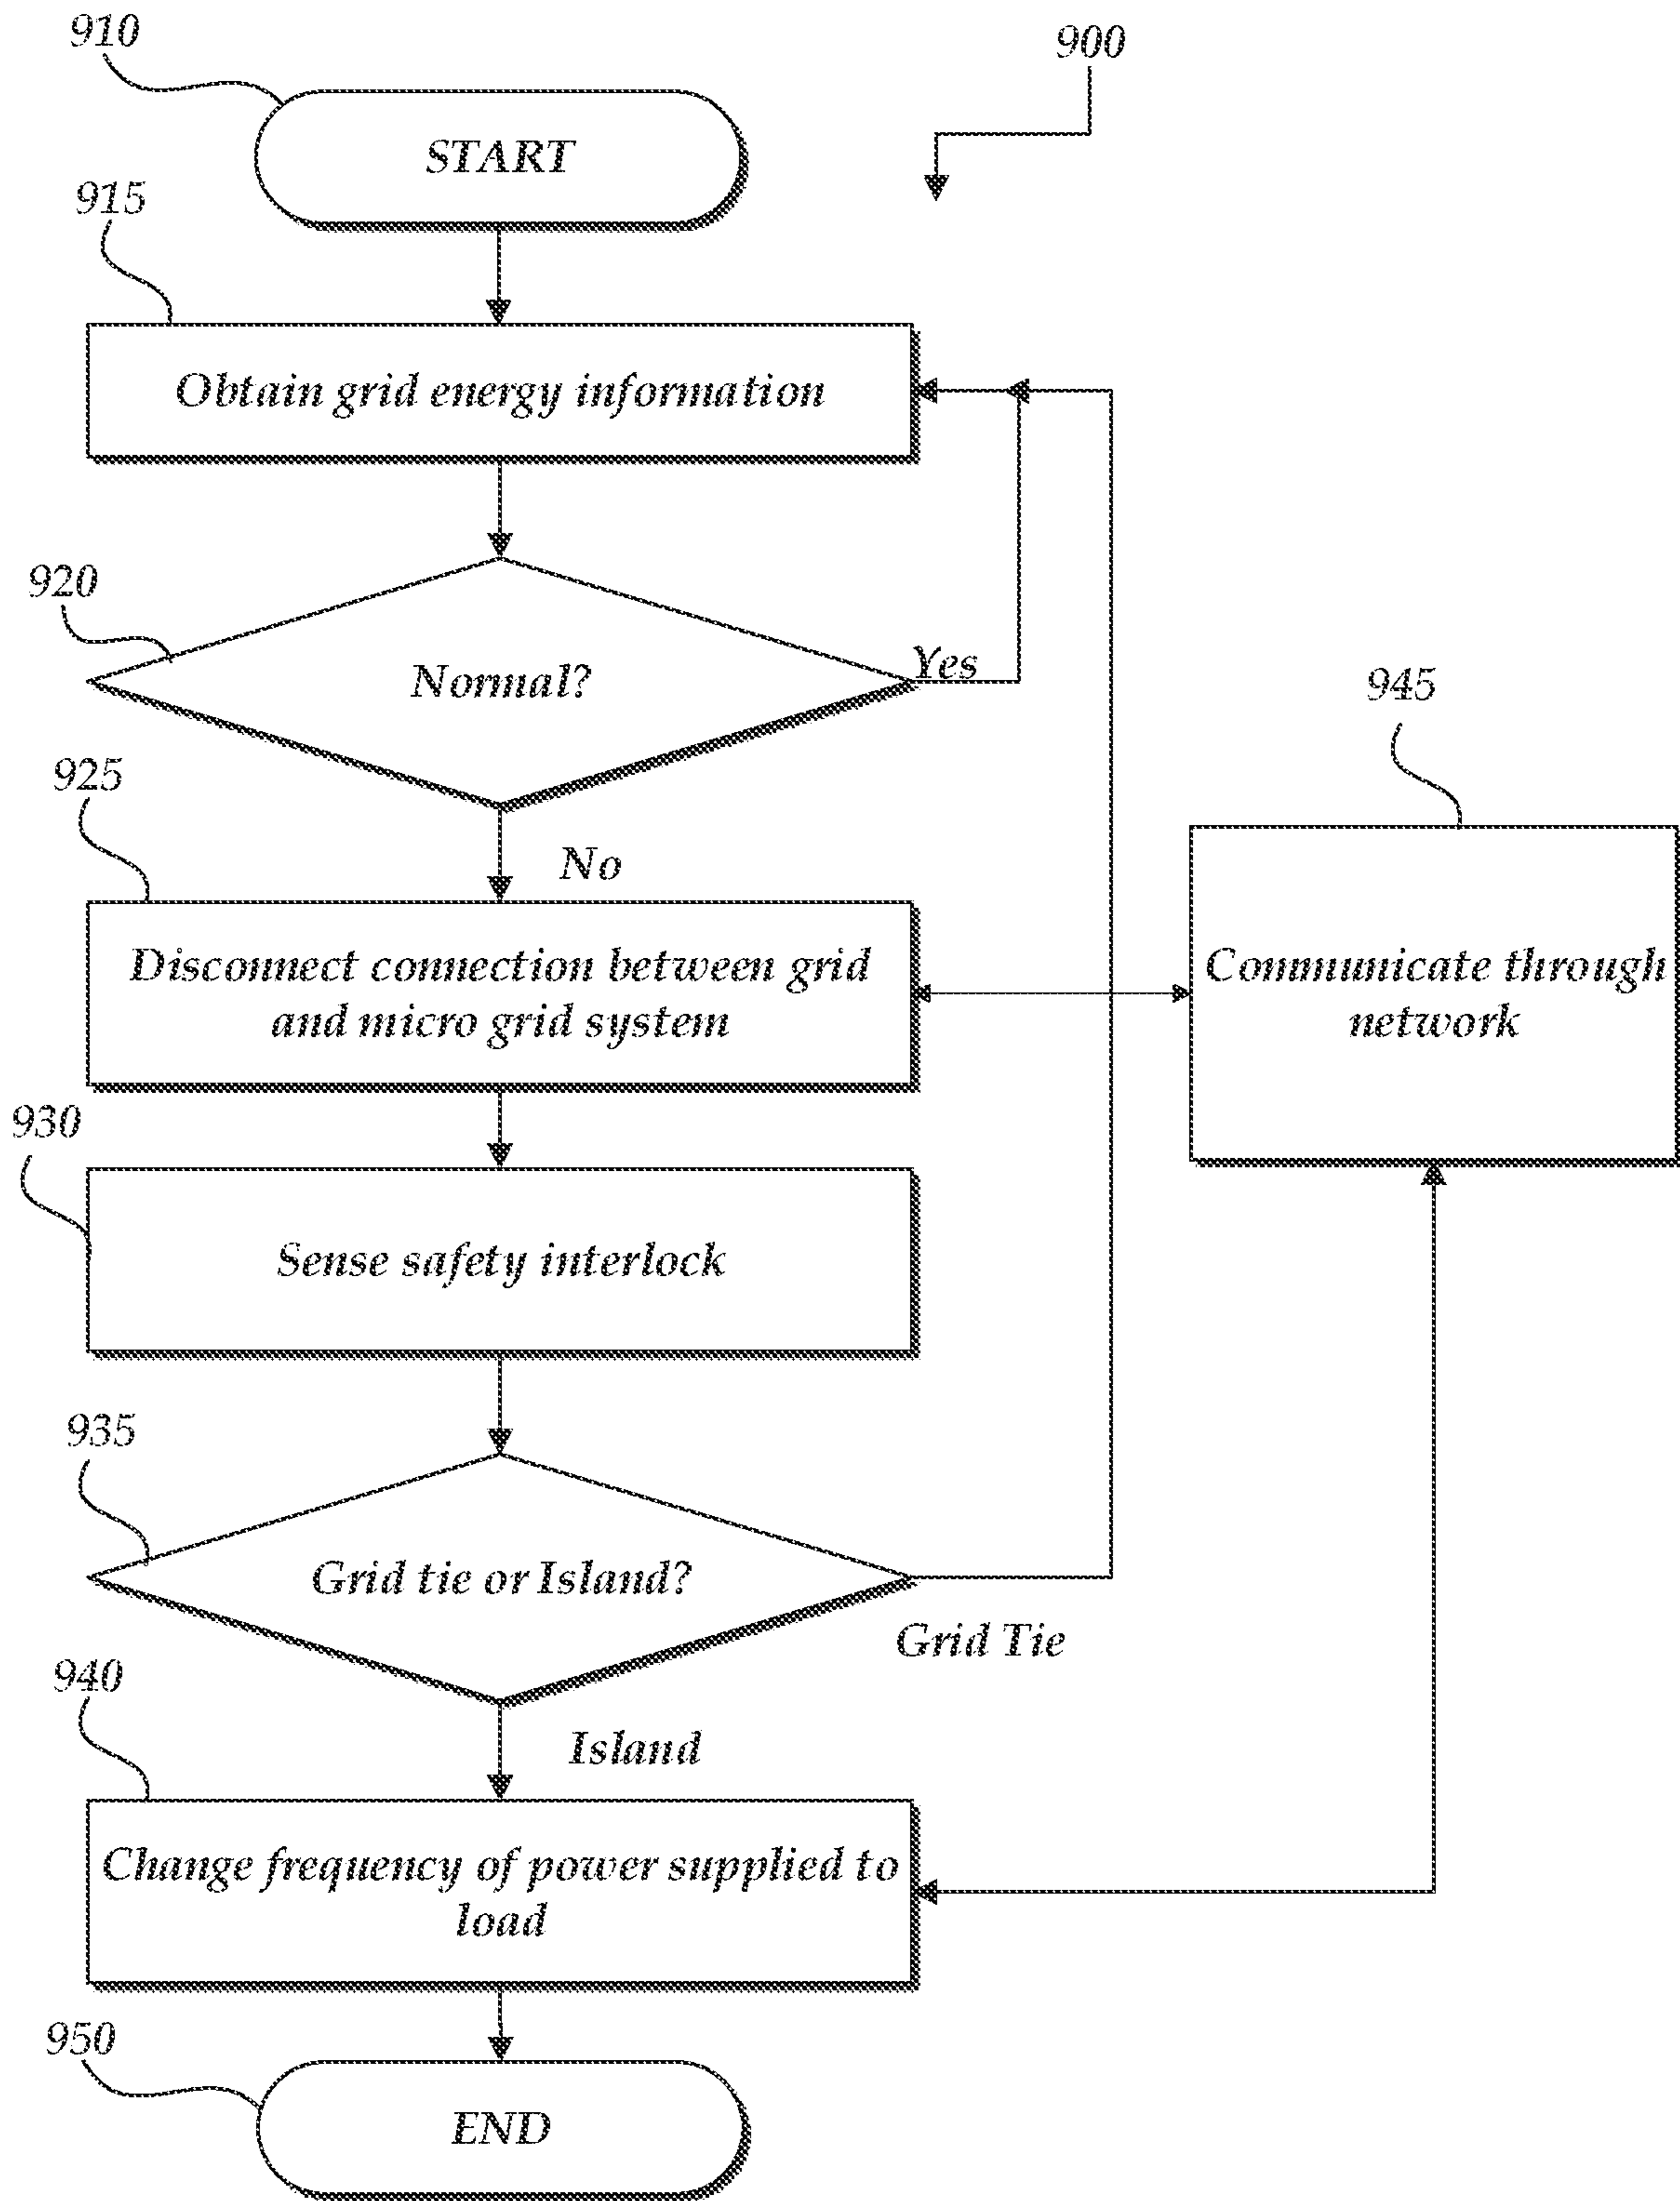 910
900
START
915
Obtain grid energy information
920
Normal?
Yes
945
925
No
Disconnect connection between grid
and micro grid system
Communicate through
network
930
Sense safety interlock
935
Grid tie or Island?
Grid Tie
940
Island
Change frequency of power supplied to
load
950
END